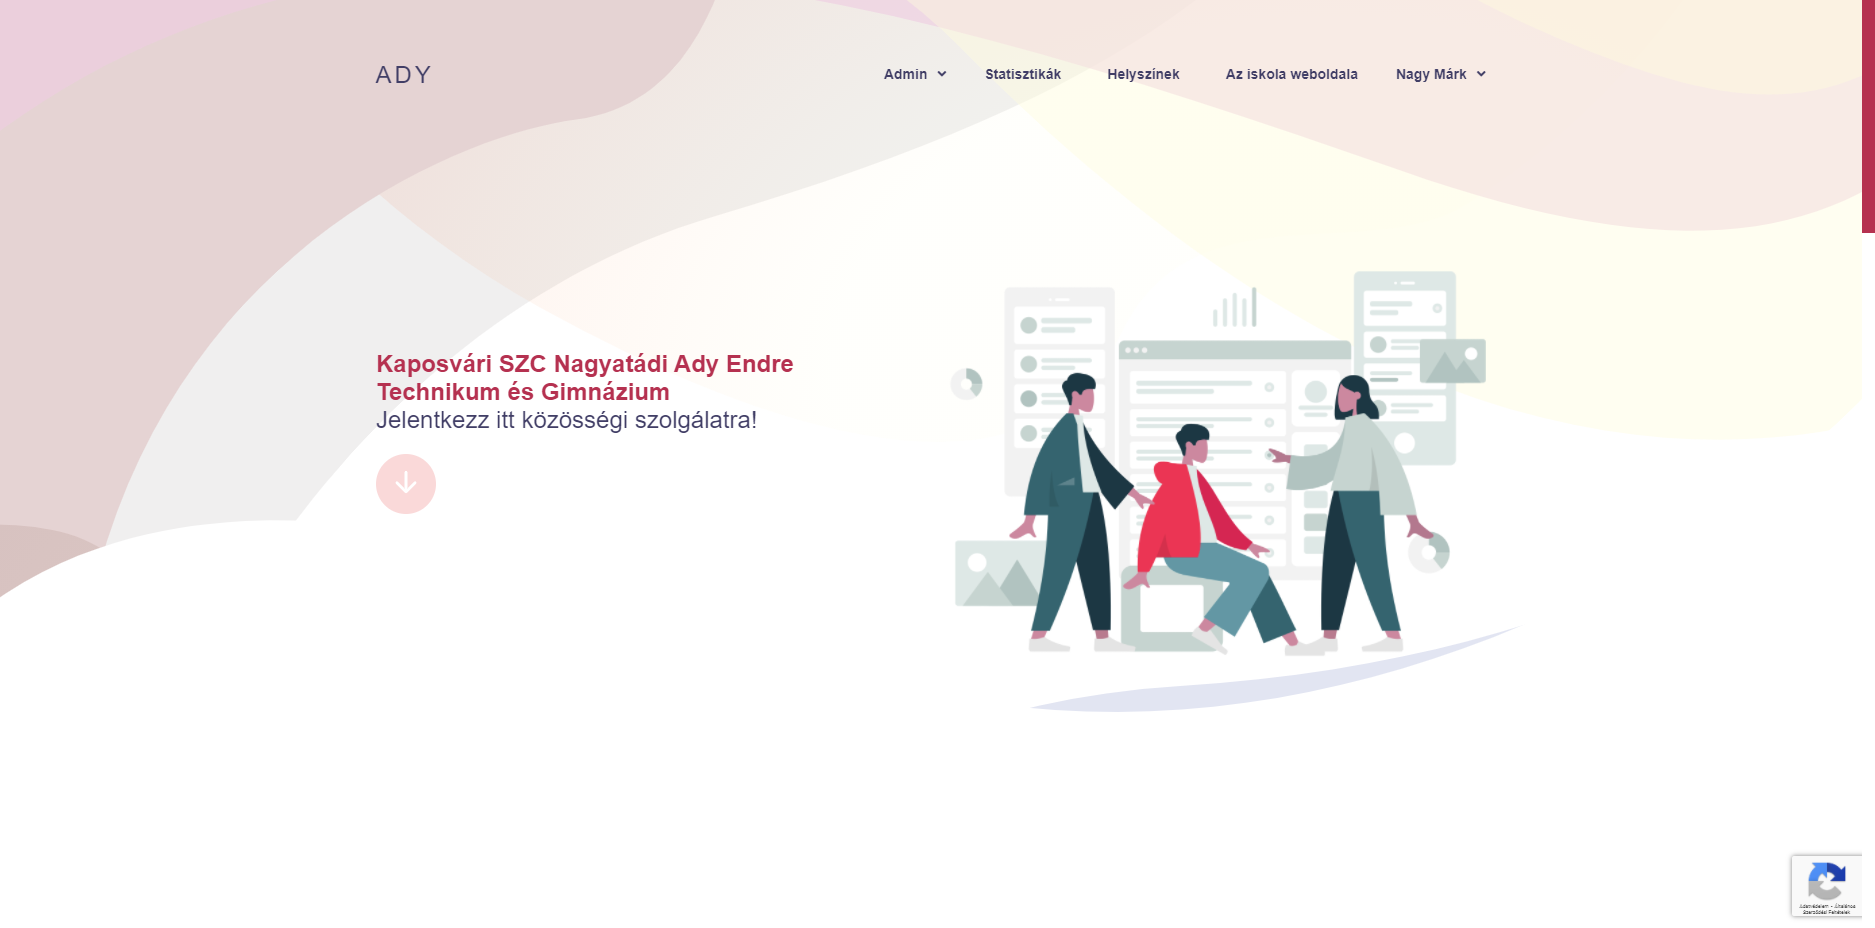 ADY
Admin
Statisztikák
Helyszínek
Az iskola weboldala
Nagy Márk
Kaposvári SZC Nagyatádi Ady Endre
Technikum és Gimnázium
Jelentkezz itt közösségi szolgálatra!
Adatvédelem - Általános
Szerződési Feltételek